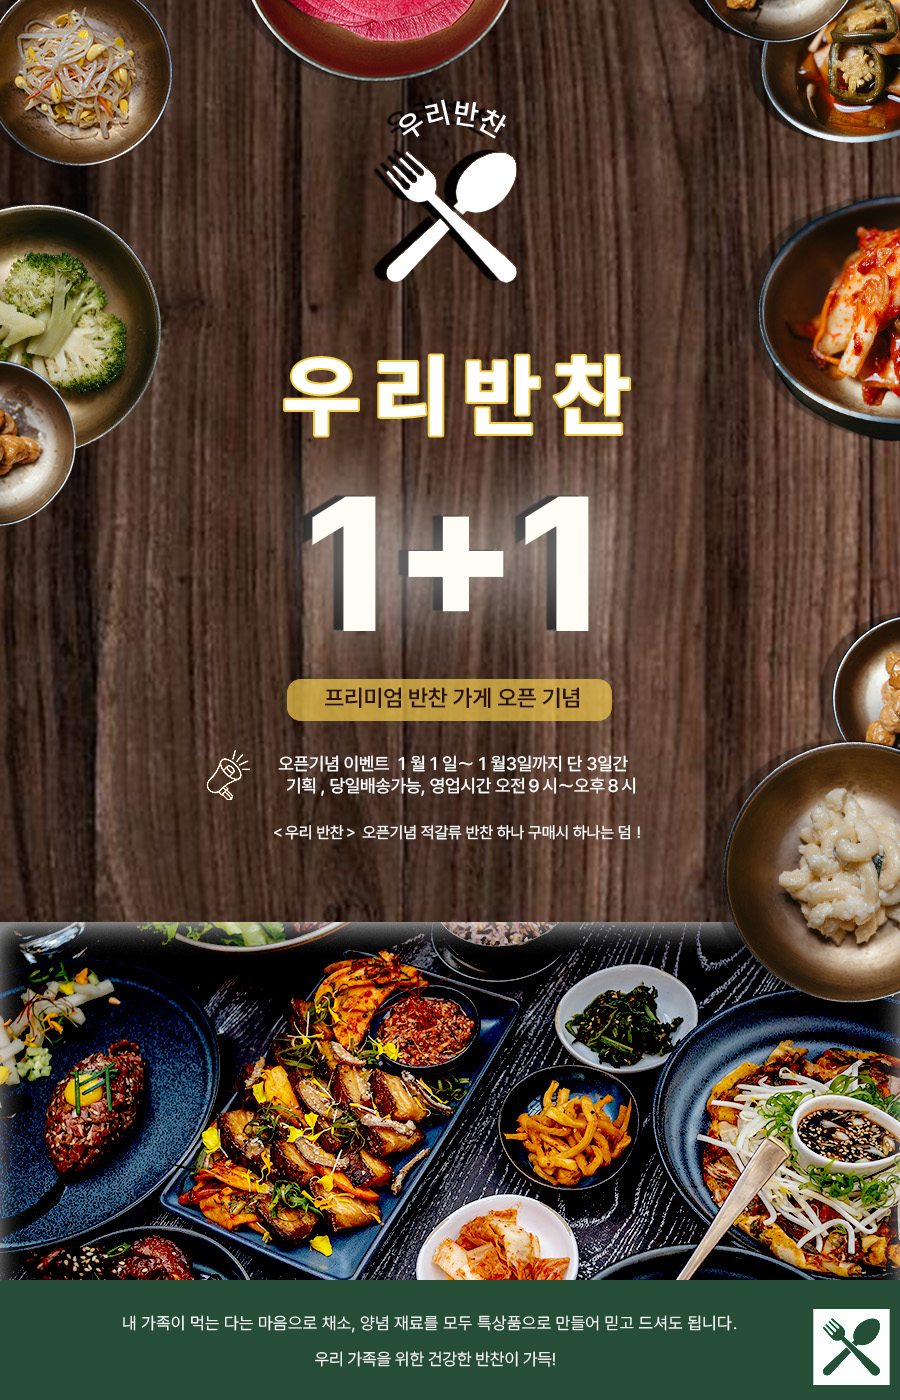 우리반찬
우리반찬
1+1
프리미엄 반찬 가게 오픈 기념
오픈기념 이벤트 1월1일~1월3일까지 단 3일간
기획, 당일배송가능, 영업시간 오전9시~오후8시
<우리 반찬> 오픈기념 적갈류 반찬 하나 구매시 하나는 덤 !
내 가족이 먹는 다는 마음으로 채소, 양념 재료를 모두 특상품으로 만들어 믿고 드셔도 됩니다.
우리 가족을 위한 건강한 반찬이 가득!